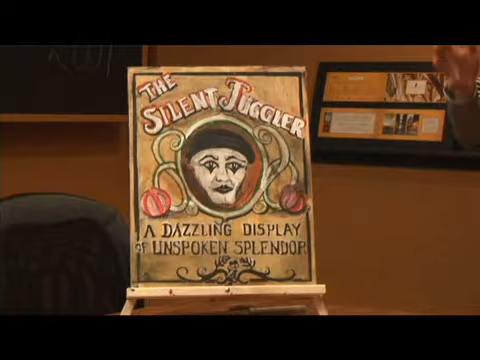 THE
SILENT JUGGLER
A DAZZLING DISPLAY
OF UNSPOKEN SPLENDOR